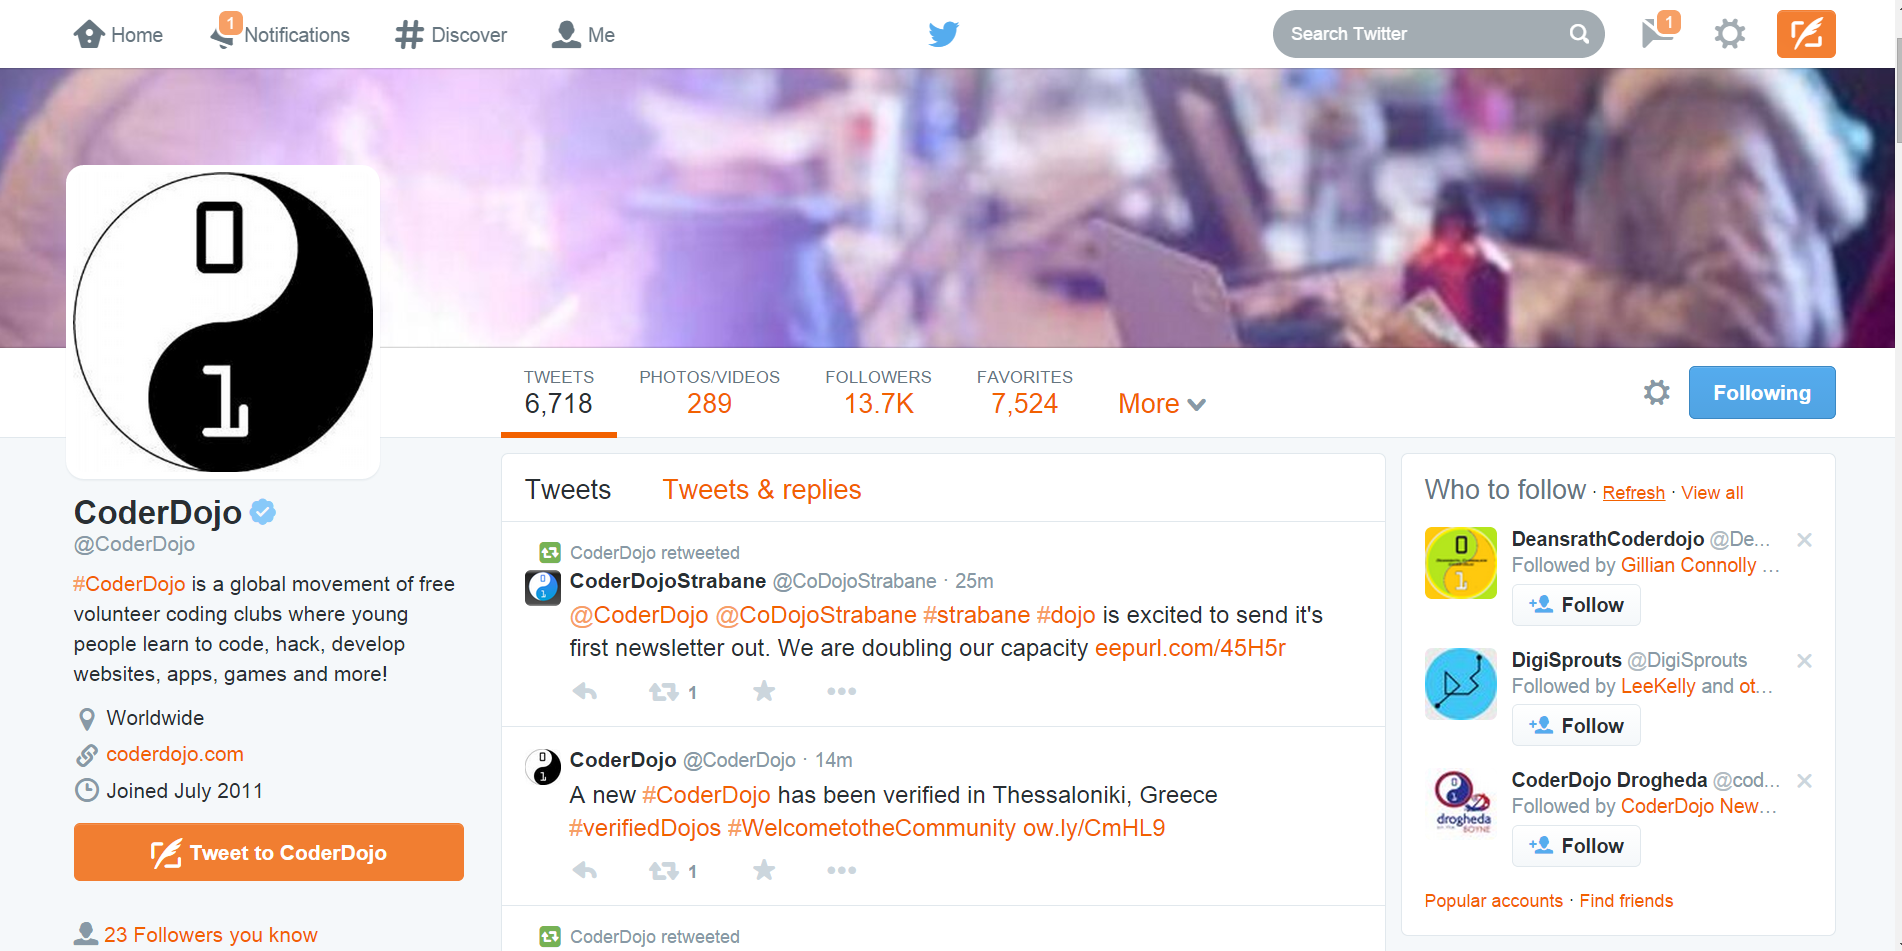 Home
1
Notifications
Discover
Me
Search Twitter
1
0
1
TWEETS
6,718
PHOTOS/VIDEOS
289
FOLLOWERS
13.7K
FAVORITES
7,524
More
Following
CoderDojo
@CoderDojo
#CoderDojo is a global movement of free
volunteer coding clubs where young
people learn to code, hack, develop
websites, apps, games and more!
Worldwide
coderdojo.com
Joined July 2011
Tweet to CoderDojo
23 Followers you know
Tweets
Tweets & replies
CoderDojo retweeted
CoderDojoStrabane @CoDojoStrabane · 25m
@CoderDojo @CoDojoStrabane #strabane #dojo is excited to send it's
first newsletter out. We are doubling our capacity eepurl.com/45H5r
1
CoderDojo @CoderDojo · 14m
A new #CoderDojo has been verified in Thessaloniki, Greece
#verifiedDojos #WelcometotheCommunity ow.ly/CmHL9
1
CoderDojo retweeted
Who to follow · Refresh · View all
DeansrathCoderdojo @De...
Followed by Gillian Connolly ...
Follow
DigiSprouts @DigiSprouts
Followed by LeeKelly and ot...
Follow
drogheda
BOYNE
CoderDojo Drogheda @cod...
Followed by CoderDojo New...
Follow
Popular accounts · Find friends